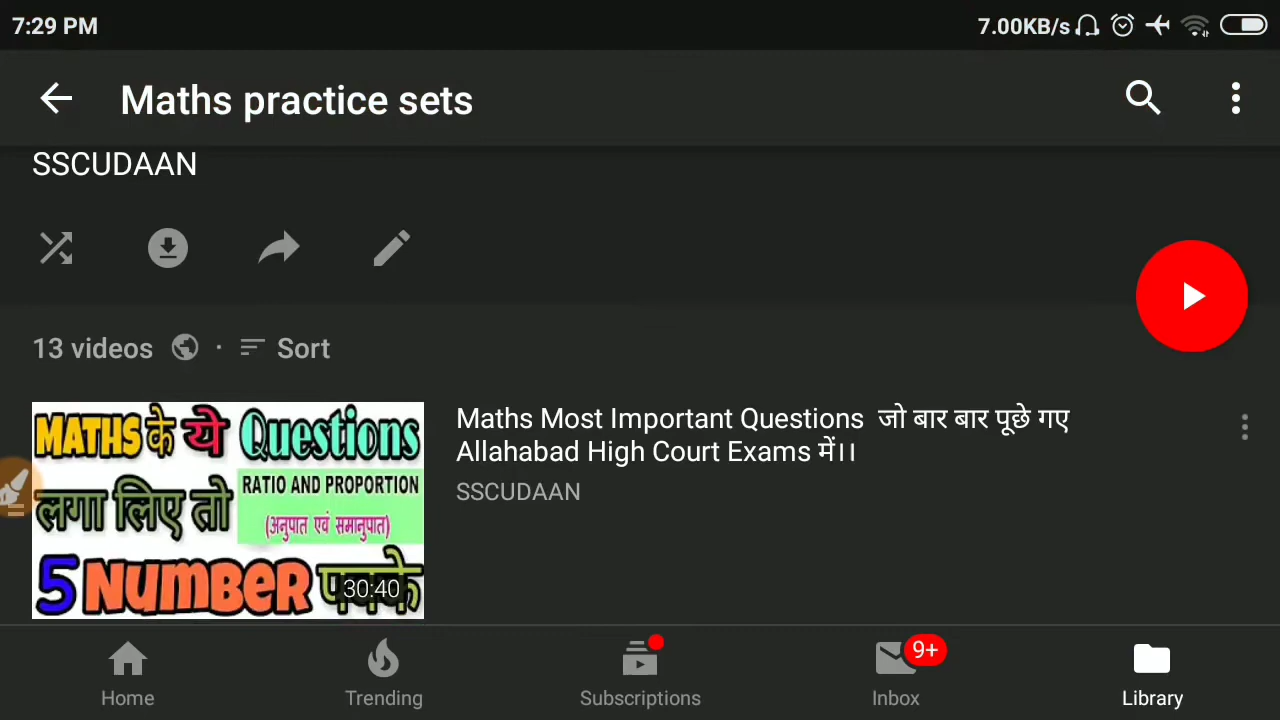 7:29 PM
7.00KB/s
Maths practice sets
SSCUDAAN
13 videos · Sort
MATHS के ये Questions
लगा लिए तो
RATIO AND PROPORTION
(अनुपात एवं समानुपात)
5 NUMBER पक्के
30:40
Maths Most Important Questions जो बार बार पूछे गए
Allahabad High Court Exams में।।
SSCUDAAN
9+
Home
Trending
Subscriptions
Inbox
Library